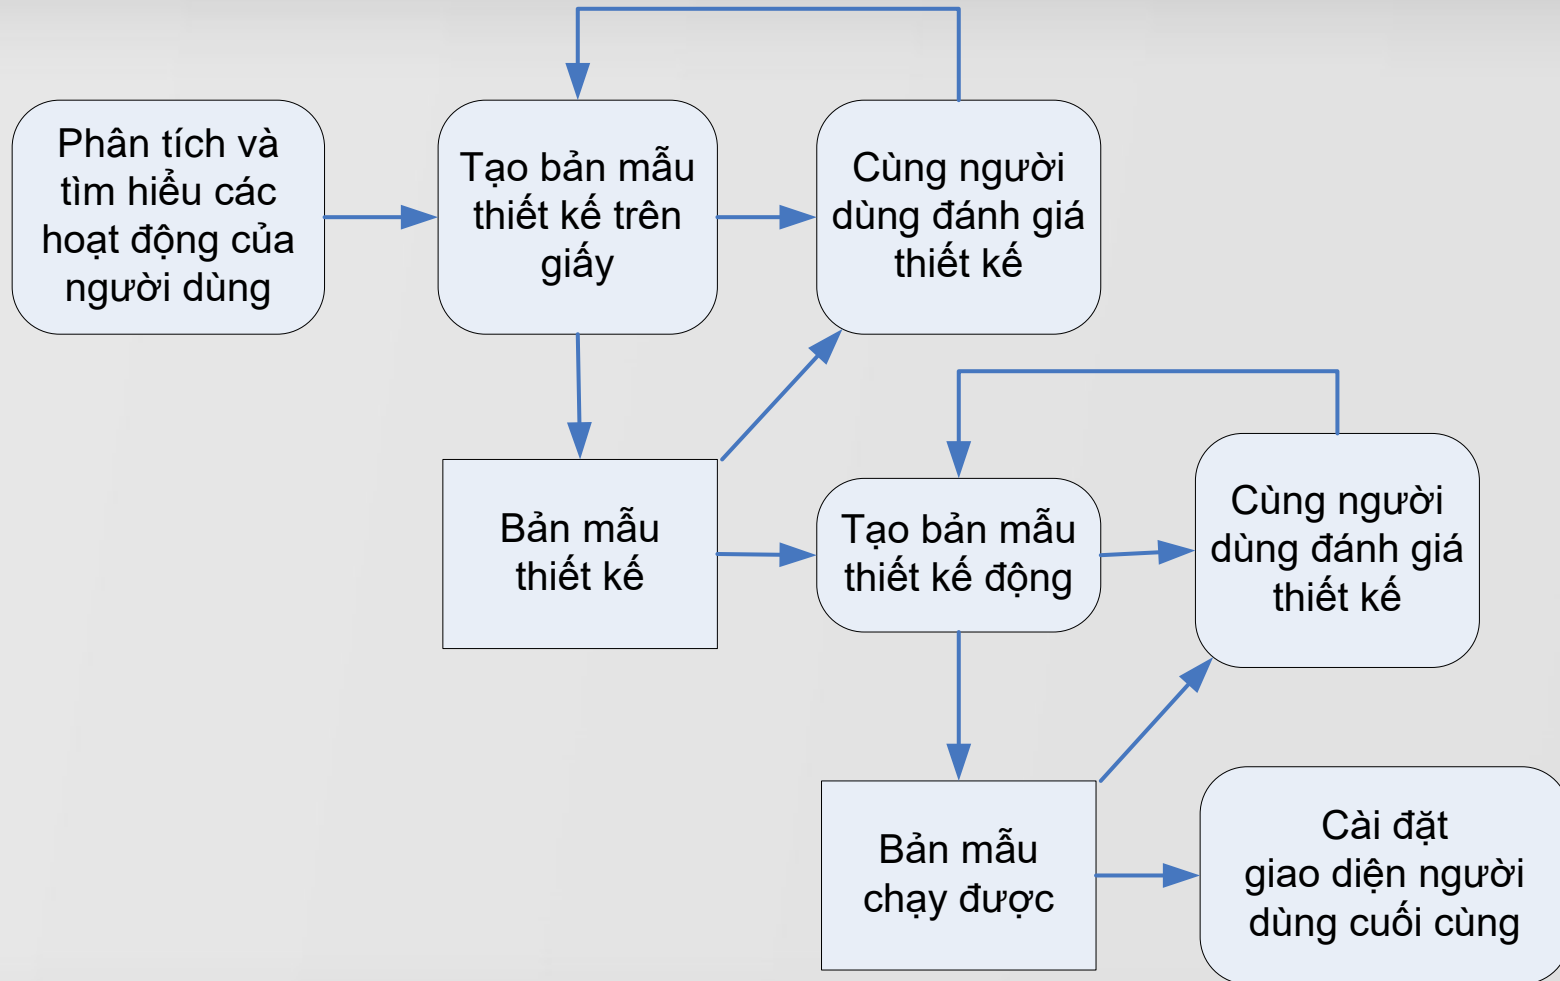 Phân tích và
tìm hiểu các
hoạt động của
người dùng
Tạo bản mẫu
thiết kế trên
giấy
Cùng người
dùng đánh giá
thiết kế
Bản mẫu
thiết kế
Tạo bản mẫu
thiết kế động
Cùng người
dùng đánh giá
thiết kế
Bản mẫu
chạy được
Cài đặt
giao diện người
dùng cuối cùng